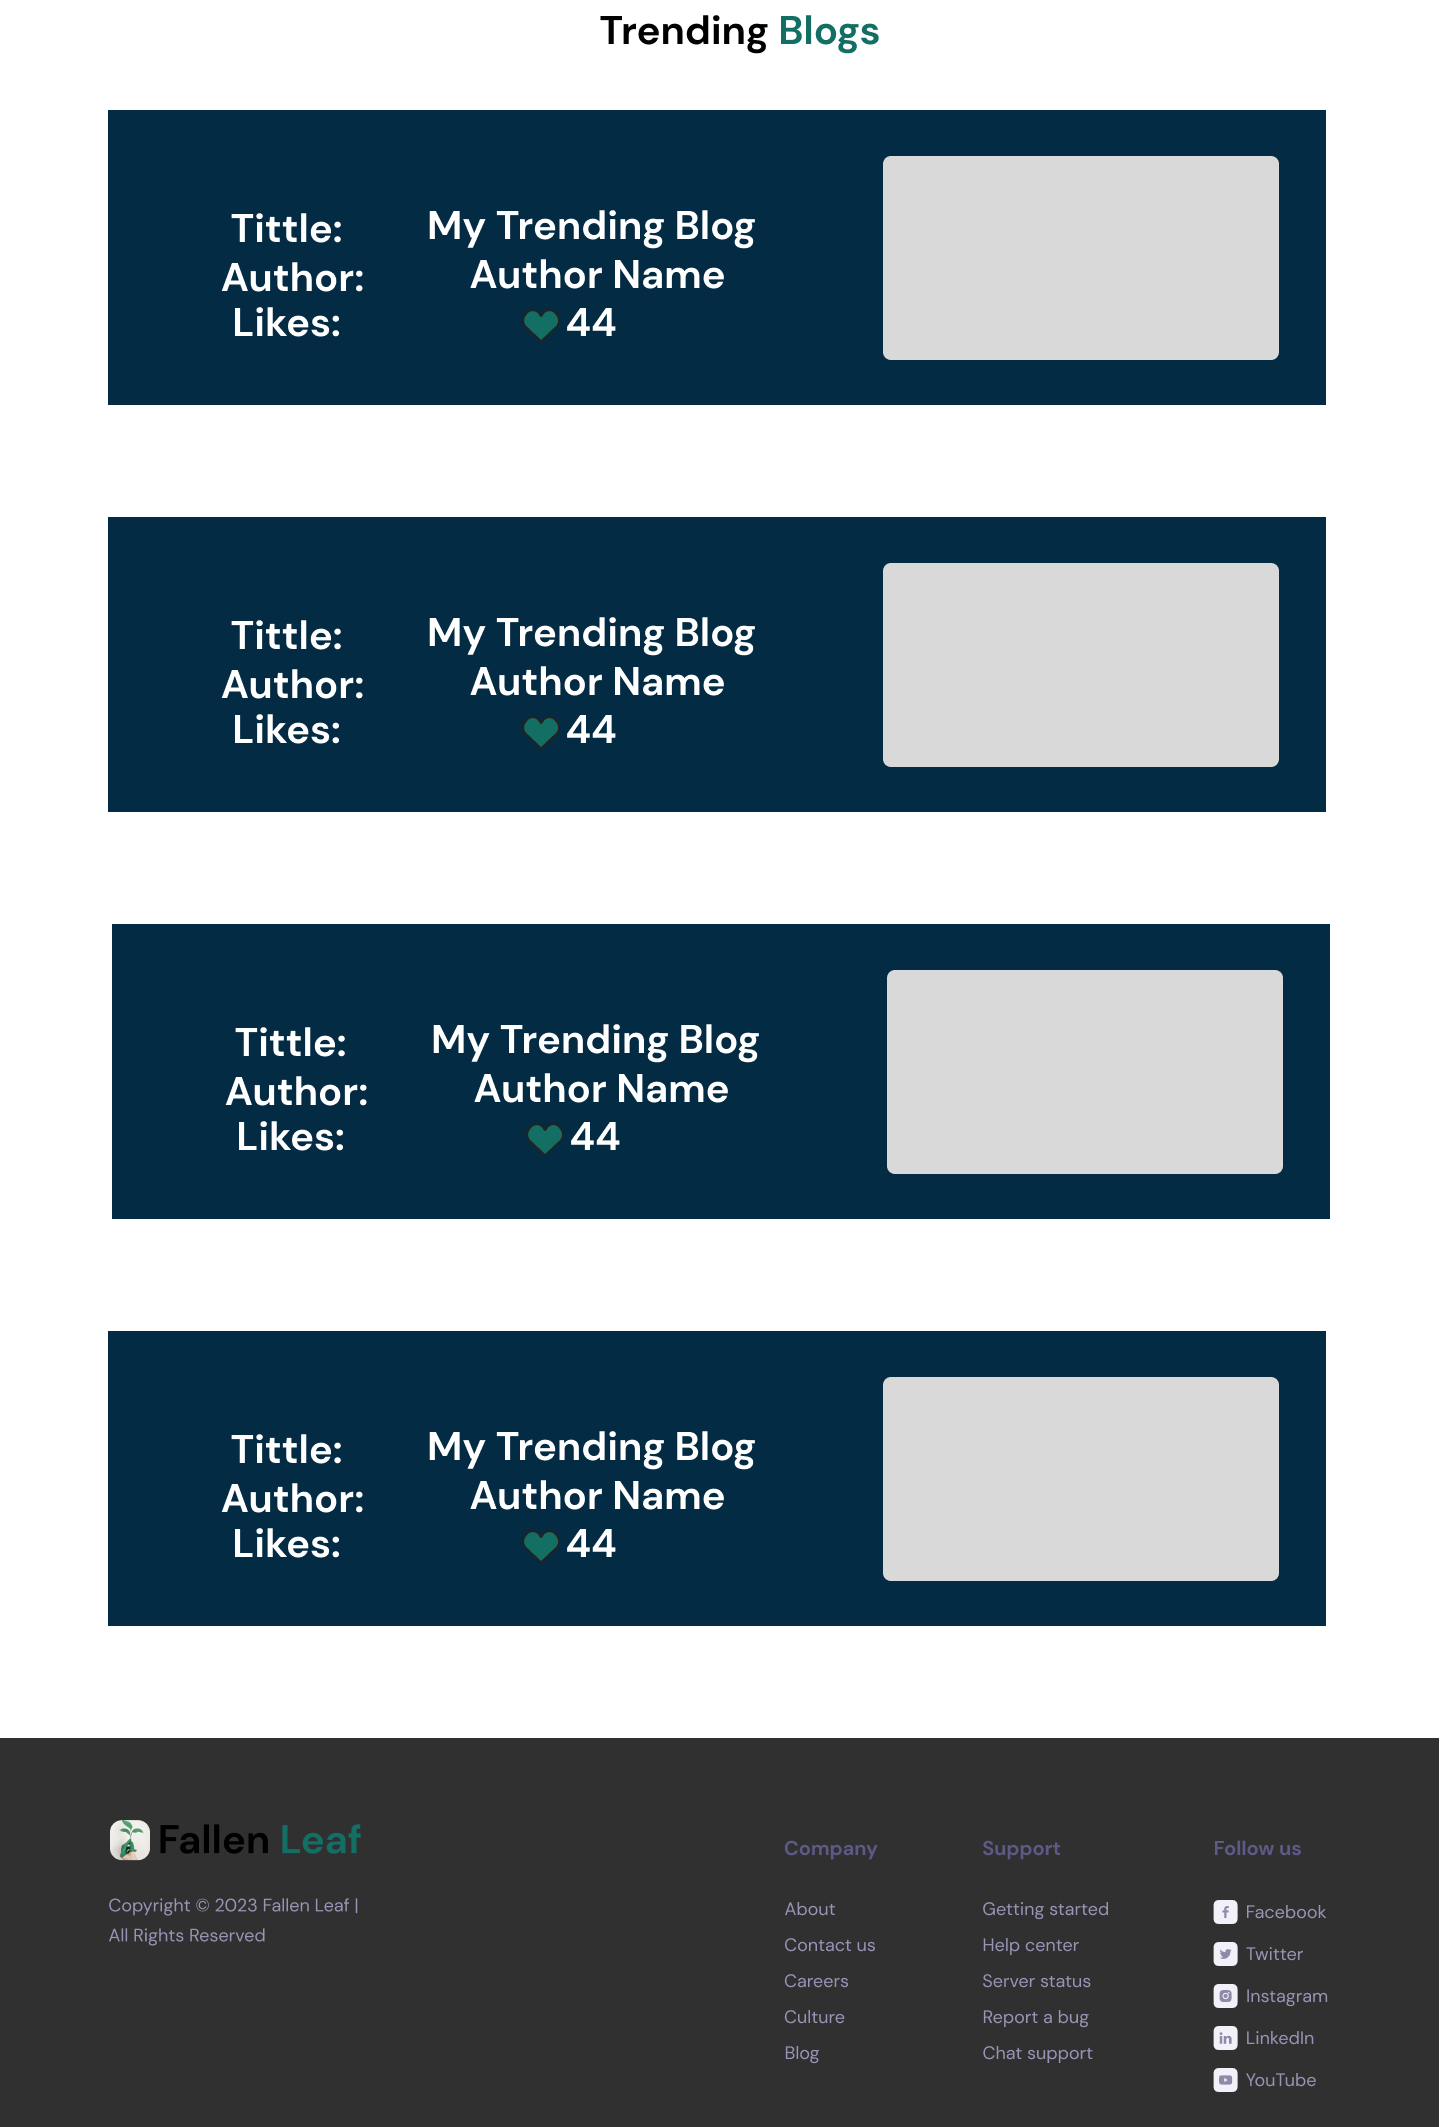 Trending Blogs
Tittle: My Trending Blog
Author: Author Name
Likes: 44
Tittle: My Trending Blog
Author: Author Name
Likes: 44
Tittle: My Trending Blog
Author: Author Name
Likes: 44
Tittle: My Trending Blog
Author: Author Name
Likes: 44
Fallen Leaf
Copyright © 2023 Fallen Leaf |
All Rights Reserved
Company
About
Contact us
Careers
Culture
Blog
Support
Getting started
Help center
Server status
Report a bug
Chat support
Follow us
Facebook
Twitter
Instagram
LinkedIn
YouTube